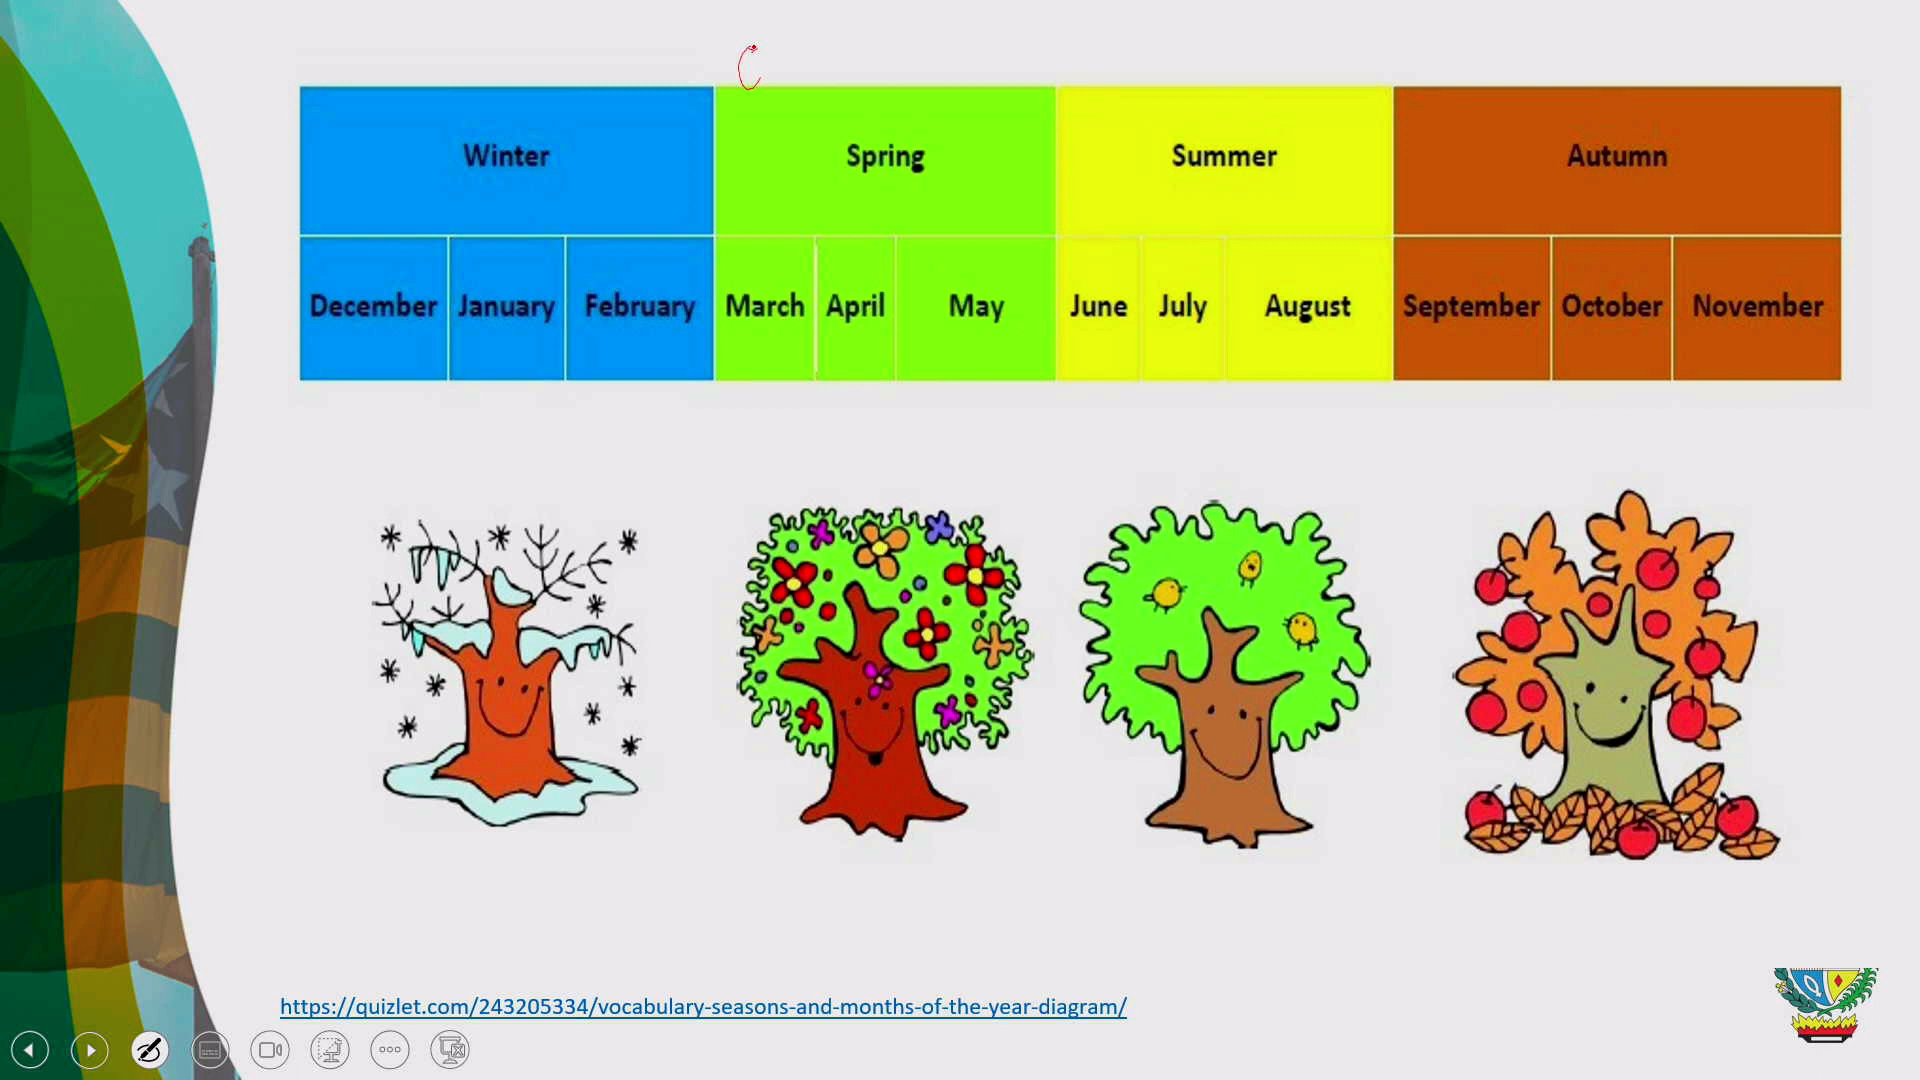 Winter Spring Summer Autumn
December January February March April May June July August September October November
https://quizlet.com/243205334/vocabulary-seasons-and-months-of-the-year-diagram/